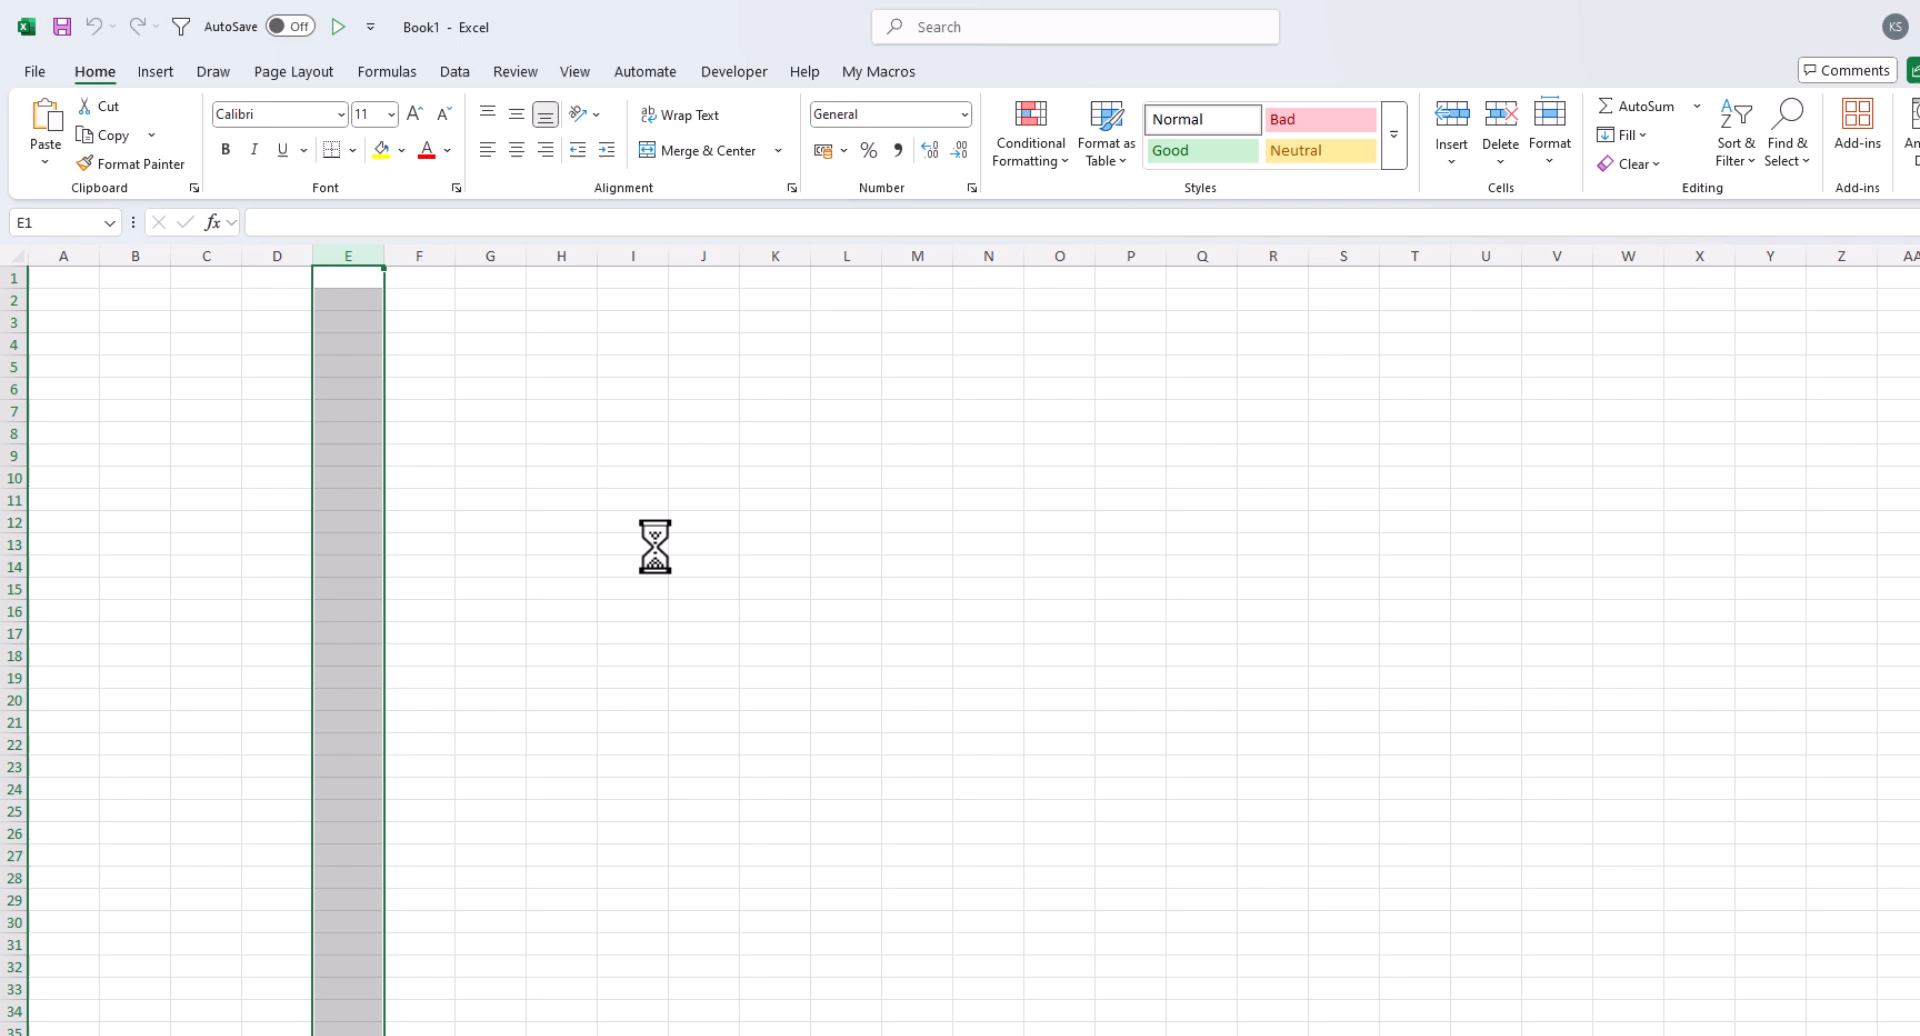 AutoSave Off Book1 - Excel Search KS
File Home Insert Draw Page Layout Formulas Data Review View Automate Developer Help My Macros Comments
Paste Cut Copy Format Painter Clipboard
Calibri 11 B I U A Font
ab Wrap Text Merge & Center Alignment
General % Number
Conditional Formatting Format as Table Normal Bad Good Neutral Styles
Insert Delete Format Cells
AutoSum Fill Clear Sort & Filter Find & Select Editing
Add-ins Add-ins
E1 fx
A B C D E F G H I J K L M N O P Q R S T U V W X Y Z AA
1
2
3
4
5
6
7
8
9
10
11
12
13
14
15
16
17
18
19
20
21
22
23
24
25
26
27
28
29
30
31
32
33
34
35